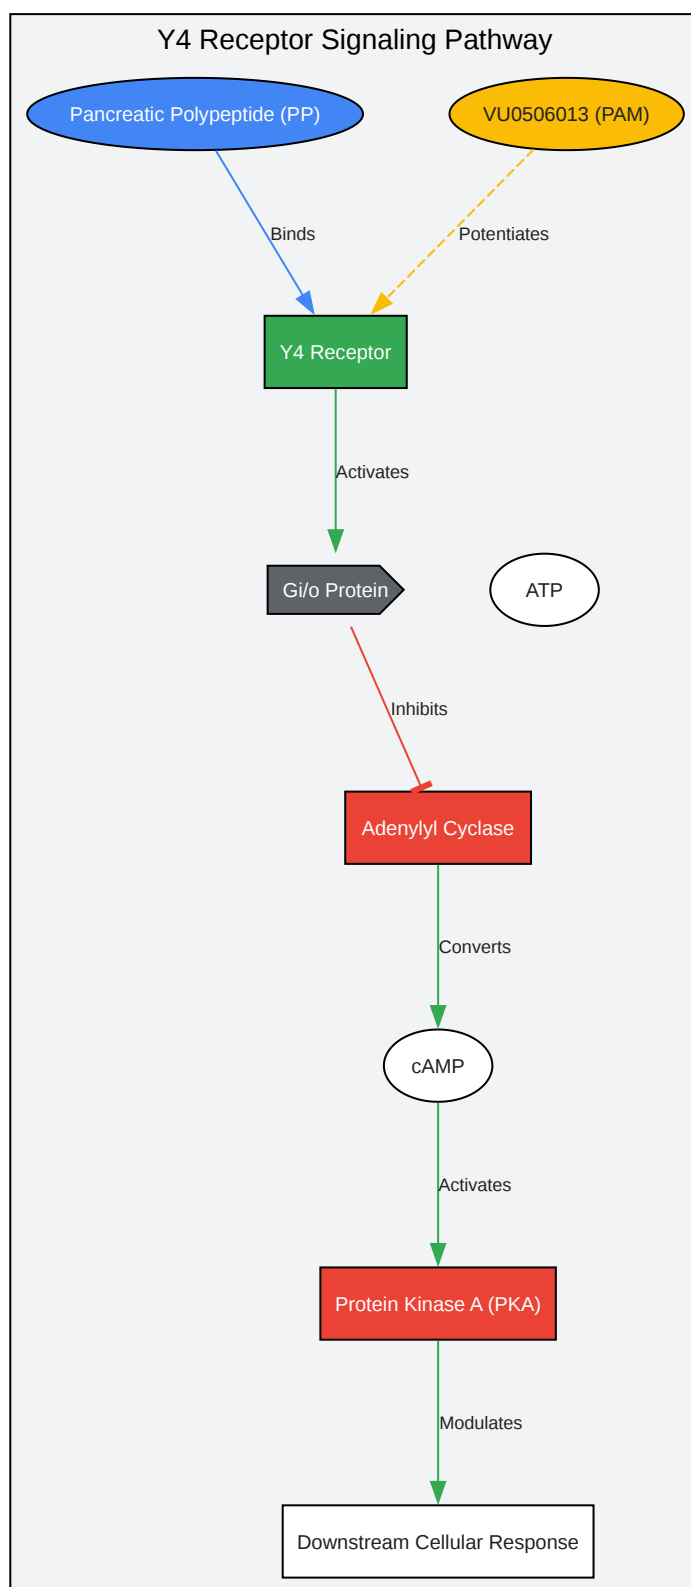 Y4 Receptor Signaling Pathway
Pancreatic Polypeptide (PP)
VU0506013 (PAM)
Binds
Potentiates
Y4 Receptor
Activates
Gi/o Protein
ATP
Inhibits
Adenylyl Cyclase
Converts
cAMP
Activates
Protein Kinase A (PKA)
Modulates
Downstream Cellular Response